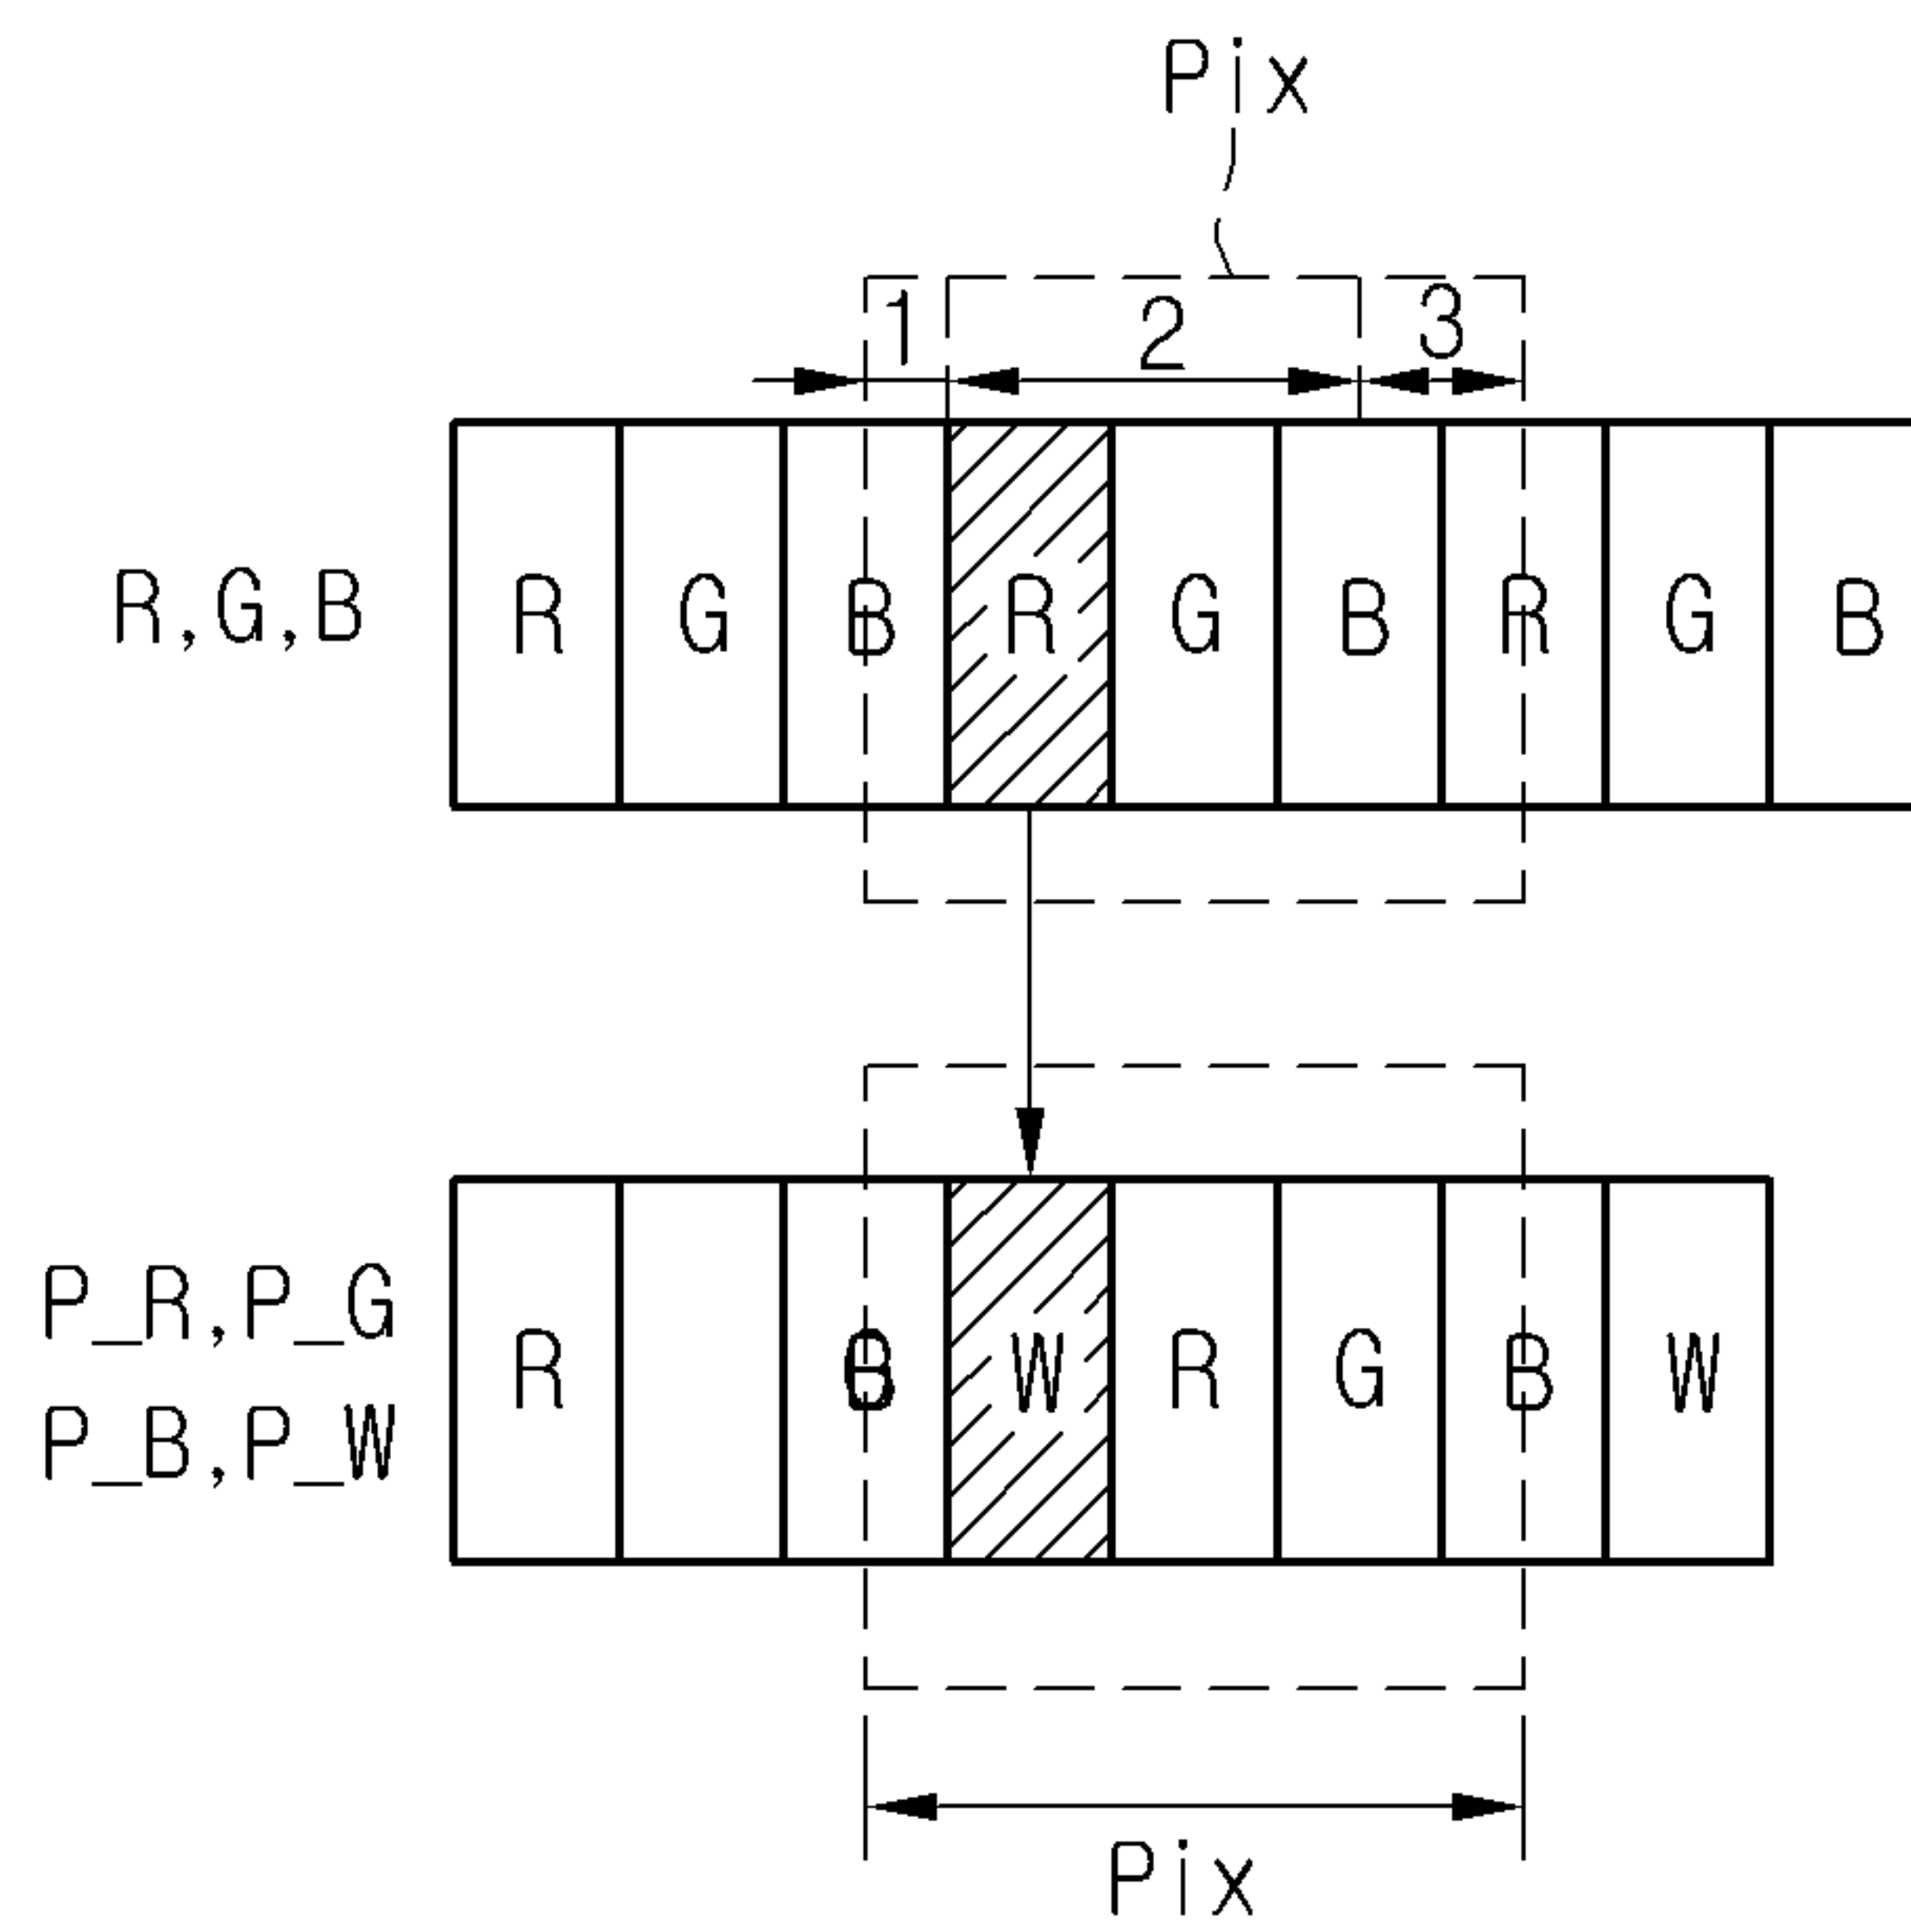 Pix
1 2 3
R,G,B R G B R G B R G B
P_R,P_G
R B W R G B W
P_B,P_W
Pix